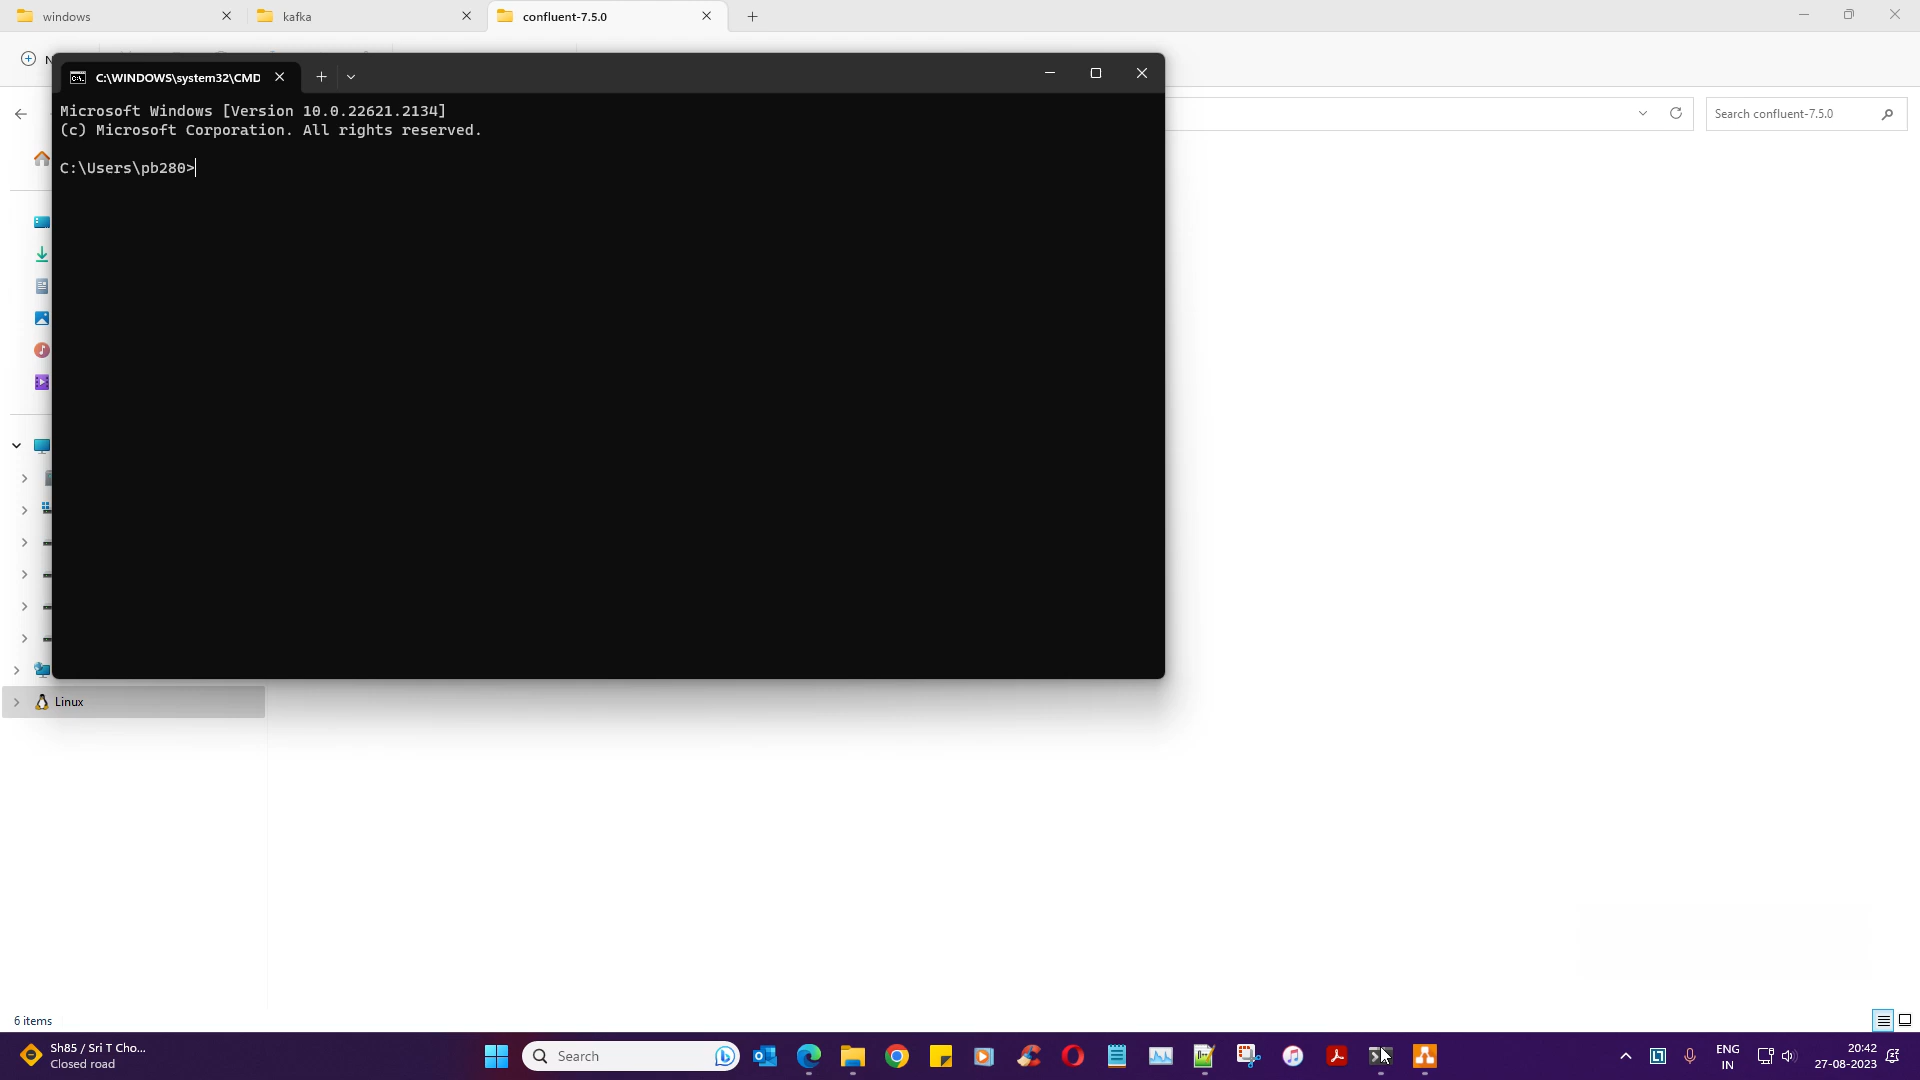 windows
kafka
confluent-7.5.0
C:\WINDOWS\system32\CMD
Microsoft Windows [Version 10.0.22621.2134]
(c) Microsoft Corporation. All rights reserved.
C:\Users\pb280>
Search confluent-7.5.0
Linux
6 items
Sh85 / Sri T Cho...
Closed road
Search
ENG
IN
20:42
27-08-2023